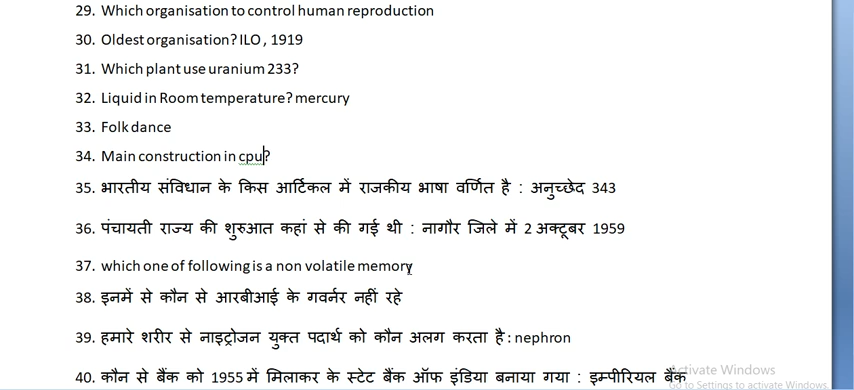 29. Which organisation to control human reproduction
30. Oldest organisation? ILO, 1919
31. Which plant use uranium 233?
32. Liquid in Room temperature? mercury
33. Folk dance
34. Main construction in cpu?
35. भारतीय संविधान के किस आर्टिकल में राजकीय भाषा वर्णित है : अनुच्छेद 343
36. पंचायती राज्य की शुरुआत कहां से की गई थी : नागौर जिले में 2 अक्टूबर 1959
37. which one of following is a non volatile memory
38. इनमें से कौन से आरबीआई के गवर्नर नहीं रहे
39. हमारे शरीर से नाइट्रोजन युक्त पदार्थ को कौन अलग करता है : nephron
40. कौन से बैंक को 1955 में मिलाकर के स्टेट बैंक ऑफ इंडिया बनाया गया : इम्पीरियल बैंक
Activate Windows
Go to Settings to activate Windows.